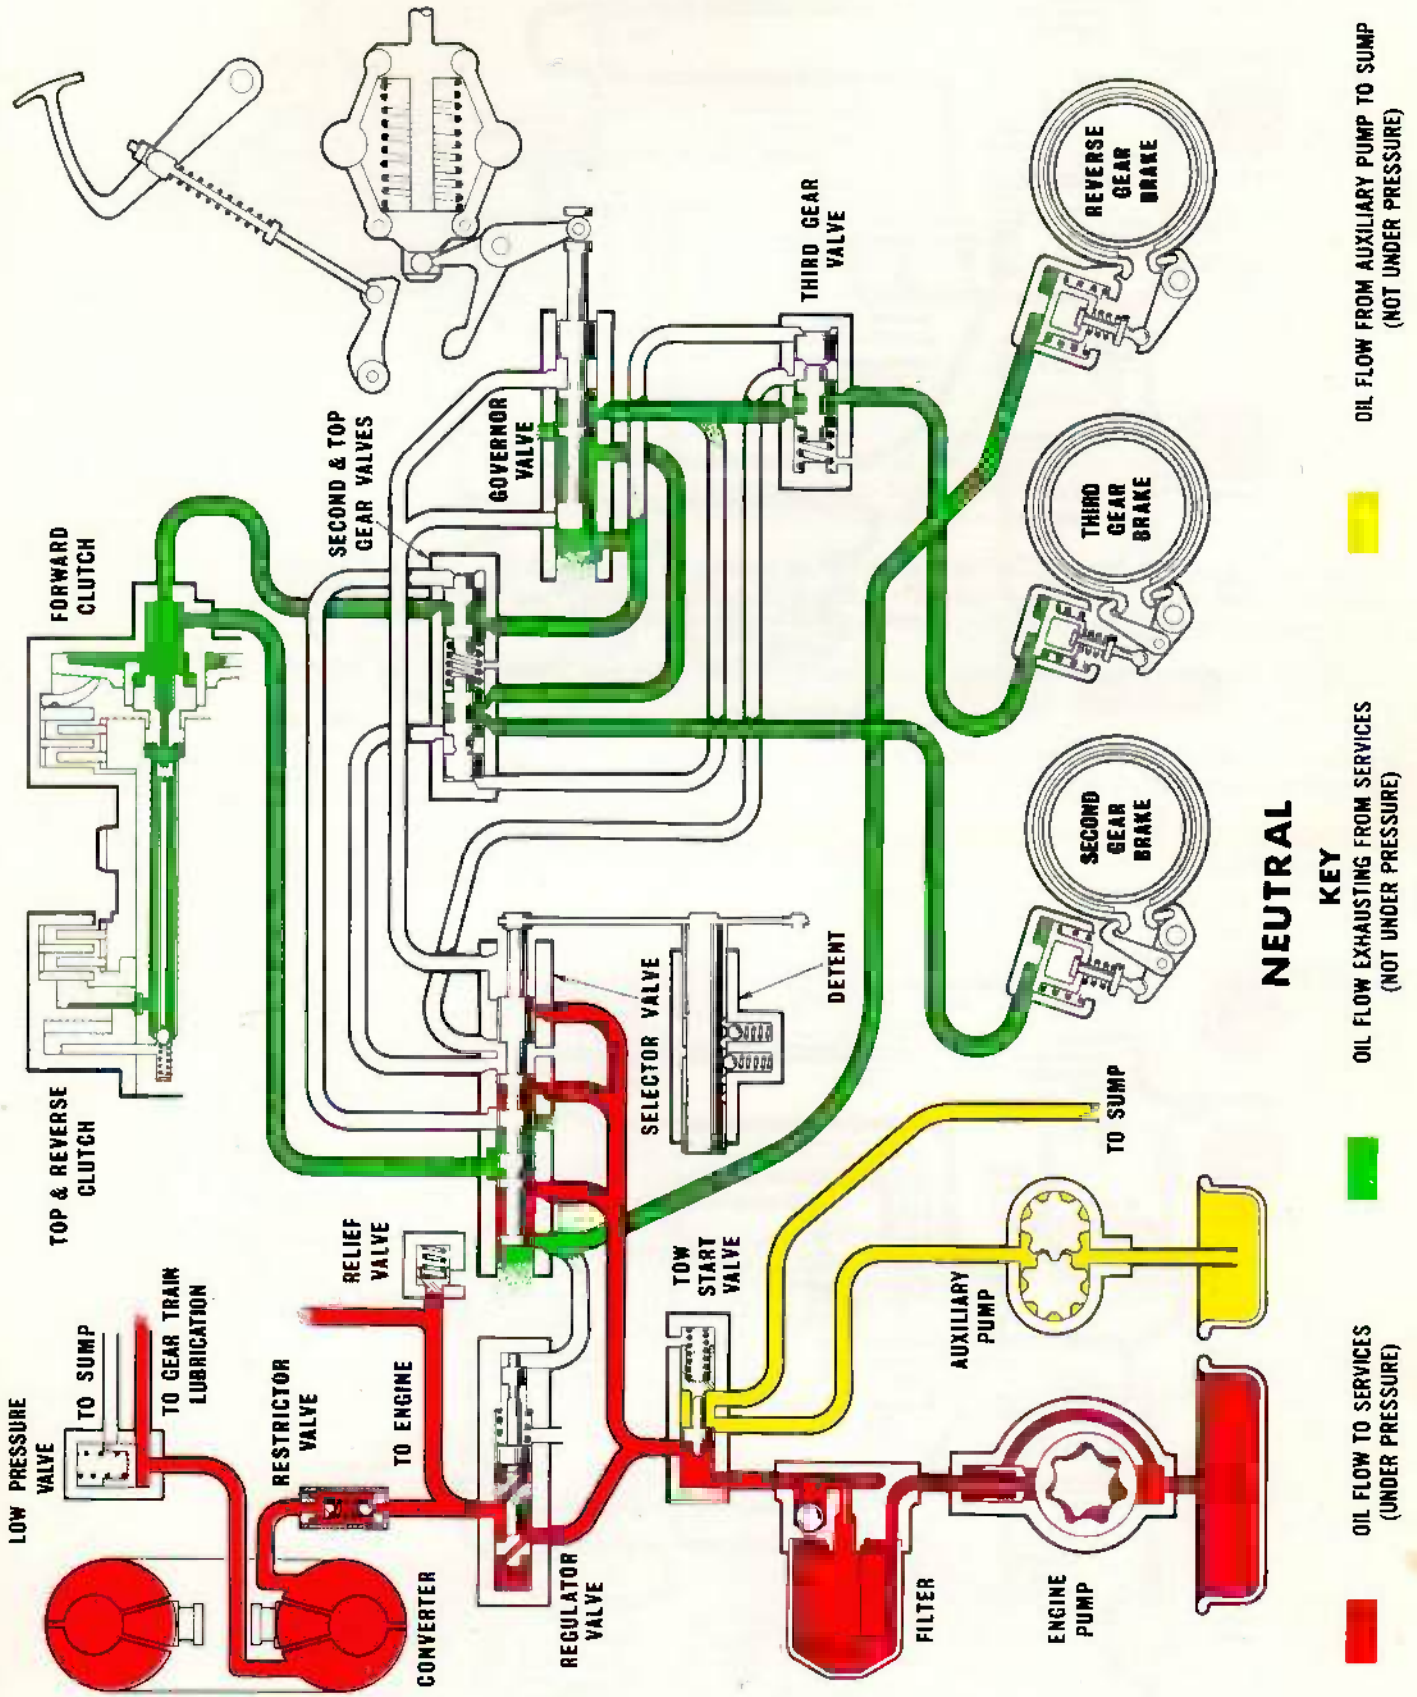 LOW PRESSURE
VALVE
TO SUMP
TO GEAR TRAIN
LUBRICATION
TOP & REVERSE
CLUTCH
FORWARD
CLUTCH
CONVERTER
RESTRICTOR
VALVE
TO ENGINE
RELIEF
VALVE
SECOND & TOP
GEAR VALVES
GOVERNOR
VALVE
REGULATOR
VALVE
SELECTOR VALVE
TOW
START
VALVE
DETENT
THIRD GEAR
VALVE
FILTER
AUXILIARY
PUMP
ENGINE
PUMP
TO SUMP
SECOND
GEAR
BRAKE
THIRD
GEAR
BRAKE
REVERSE
GEAR
BRAKE
NEUTRAL
KEY
OIL FLOW TO SERVICES
(UNDER PRESSURE)
OIL FLOW EXHAUSTING FROM SERVICES
(NOT UNDER PRESSURE)
OIL FLOW FROM AUXILIARY PUMP TO SUMP
(NOT UNDER PRESSURE)